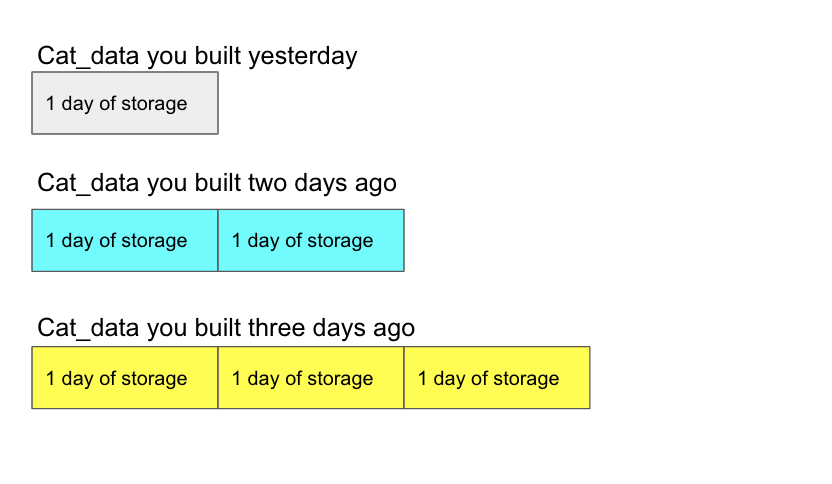 Cat_data you built yesterday
1 day of storage
Cat_data you built two days ago
1 day of storage 1 day of storage
Cat_data you built three days ago
1 day of storage 1 day of storage 1 day of storage